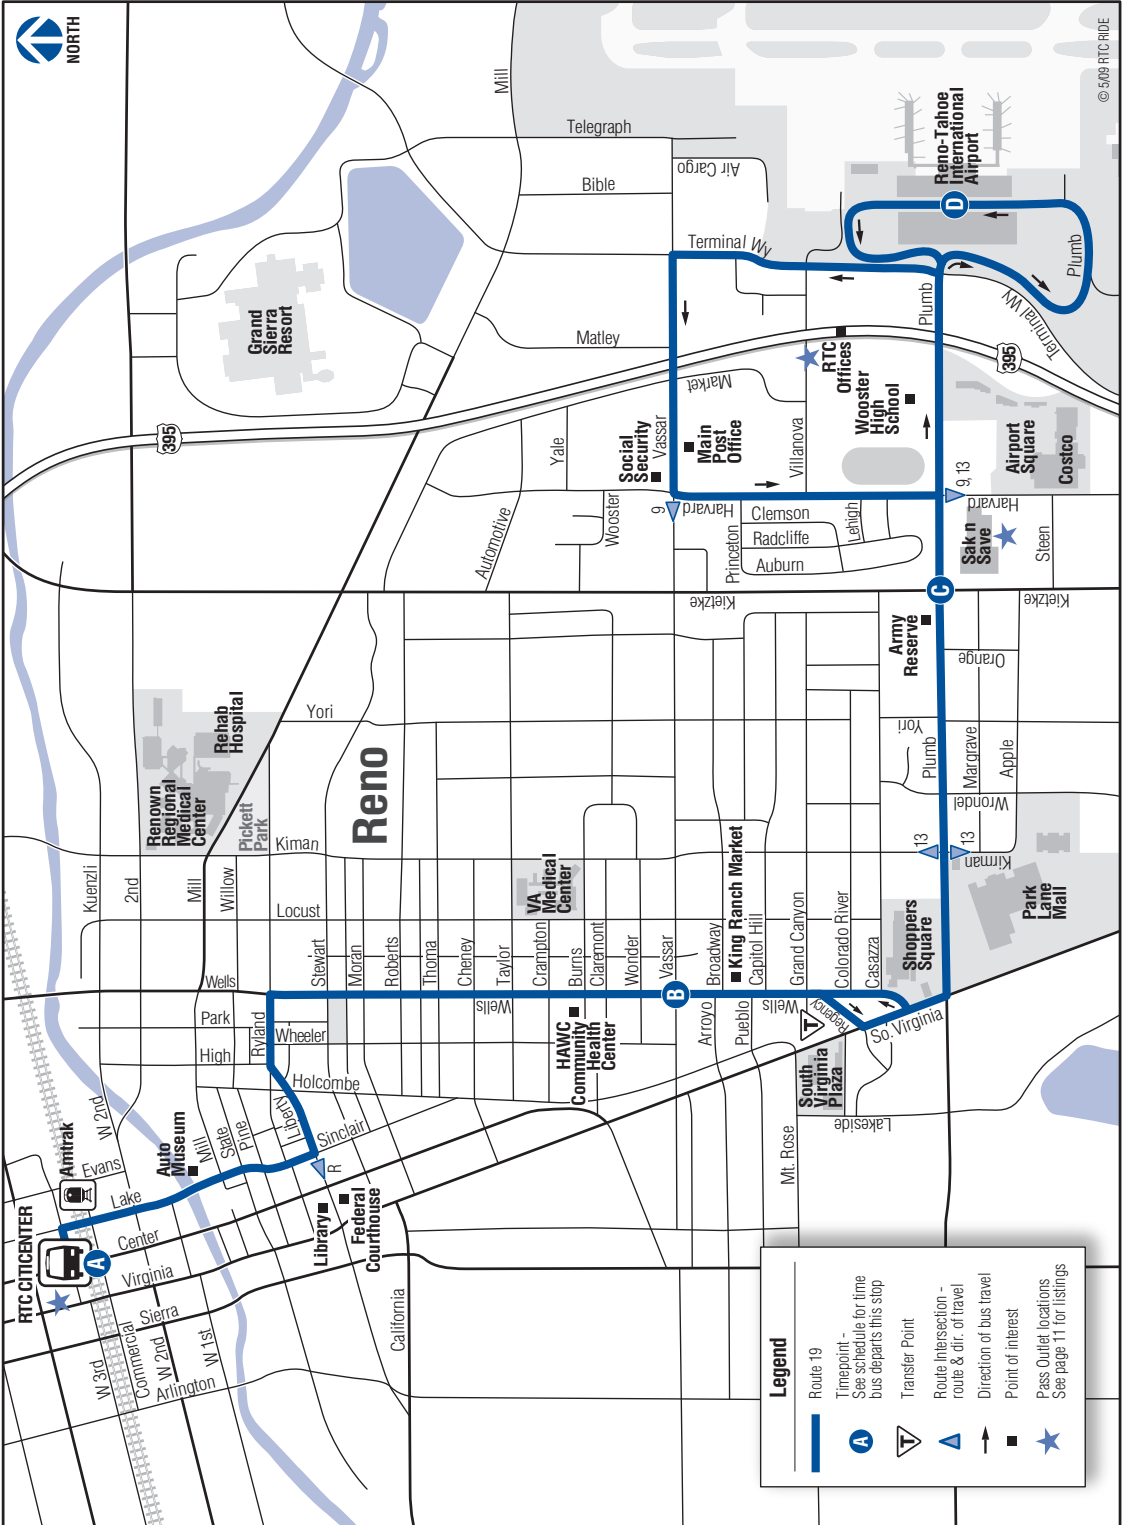 NORTH
© 5/09 RTC RIDE
Mill
Telegraph
Bible
Air Cargo
Reno-Tahoe
International
Airport
D
Terminal WY
Plumb
Plumb
Terminal WY
Grand
Sierra
Resort
Matley
395
395
Market
RTC
Offices
Wooster
High
School
Villanova
Social
Security
Vassar
Main
Post
Office
Yale
Airport
Square
Costco
9, 13
Harvard
9
Harvard
Wooster
Automotive
Princeton
Clemson
Radcliffe
Auburn
Lehigh
Sak n
Save
Steen
C
Kietzke
Kietzke
Army
Reserve
Orange
Rehab
Hospital
Renown
Regional
Medical
Center
Pickett
Park
Yori
Reno
Yori
Plumb
Margrave
Apple
Wrondel
13
13
Kirman
Kiman
Kuenzli
2nd
Mill
Willow
Locust
VA
Medical
Center
King Ranch Market
Park
Lane
Mall
Shoppers
Square
Stewart
Moran
Roberts
Thoma
Cheney
Taylor
Crampton
Burns
Claremont
Wonder
Vassar
Broadway
Capitol Hill
Grand Canyon
Colorado River
Casazza
Wells
B
Wells
Wells
Park
High
Ryland
Wheeler
HAWC
Community
Health
Center
Arroyo
Pueblo
Regency
T
So. Virginia
South
Virginia
Plaza
Lakeside
Mt. Rose
Holcombe
Liberty
Sinclair
R
Mill
State
Pine
Auto
Museum
W 2nd
Amtrak
Evans
Lake
RTC CITICENTER
A
Center
Virginia
Sierra
Library
Federal
Courthouse
California
W 3rd
Commercial
W 2nd
W 1st
Arlington
Legend
Route 19
A
Timepoint -
See schedule for time
bus departs this stop
T
Transfer Point
Route Intersection -
route & dir. of travel
Direction of bus travel
Point of interest
Pass Outlet locations
See page 11 for listings